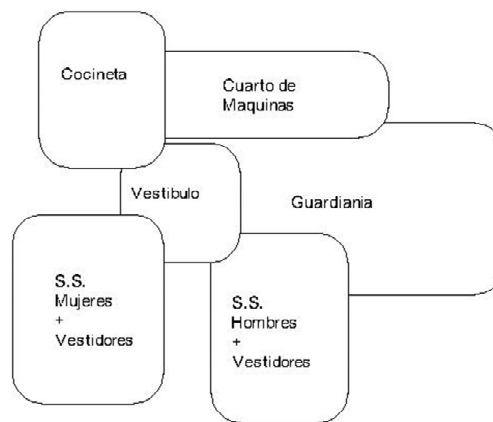 Cocineta
Cuarto de
Maquinas
Vestibulo
Guardiania
S.S.
Mujeres
+
Vestidores
S.S.
Hombres
+
Vestidores